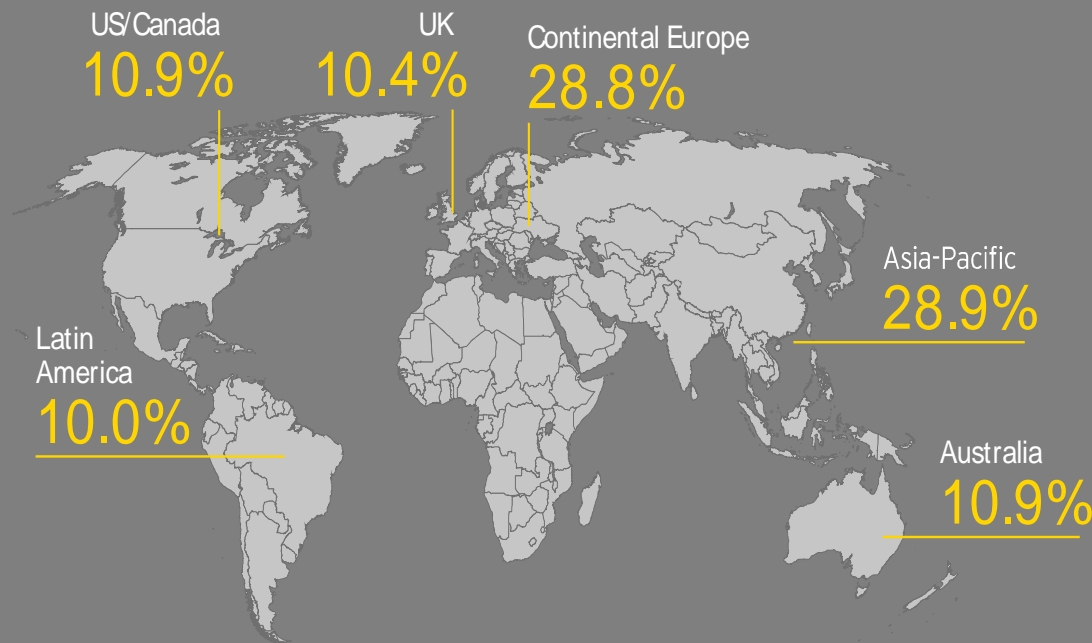 US/Canada
10.9%
UK
10.4%
Continental Europe
28.8%
Asia-Pacific
28.9%
Latin
America
10.0%
Australia
10.9%